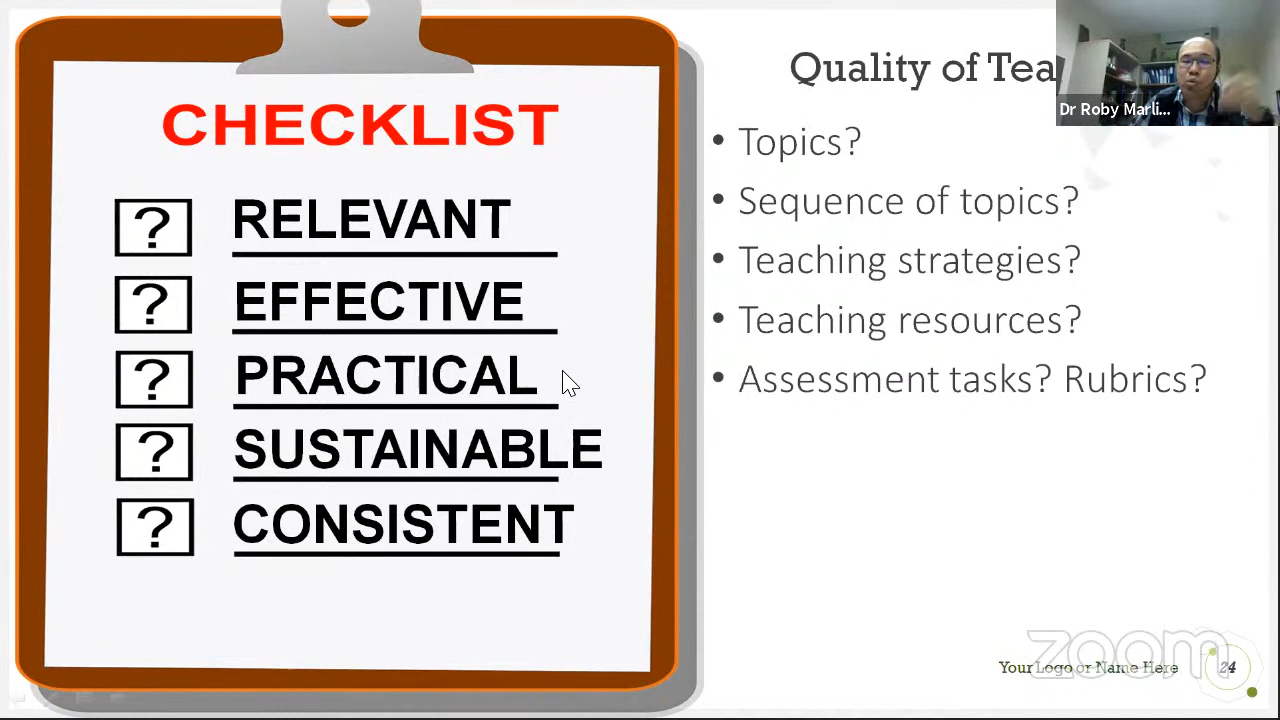 CHECKLIST
? RELEVANT
? EFFECTIVE
? PRACTICAL
? SUSTAINABLE
? CONSISTENT
Quality of Tea
Dr Roby Marli...
• Topics?
• Sequence of topics?
• Teaching strategies?
• Teaching resources?
• Assessment tasks? Rubrics?
zoom
Your Logo or Name Here
24